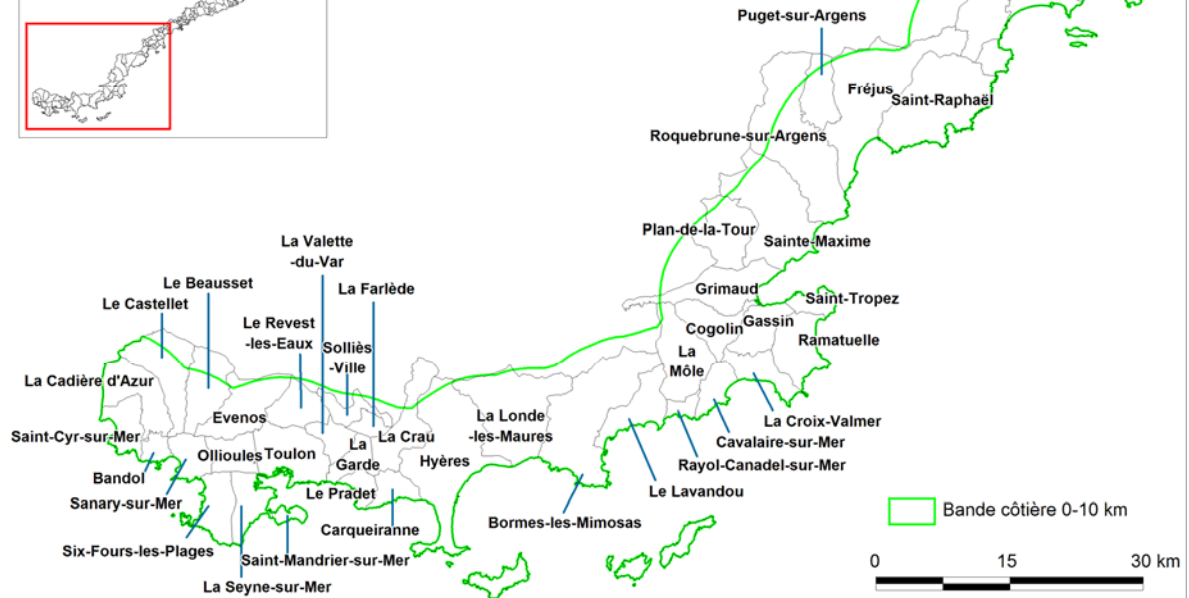 Puget-sur-Argens
Fréjus
Saint-Raphaël
Roquebrune-sur-Argens
Plan-de-la-Tour
Sainte-Maxime
La Valette
-du-Var
Le Beausset
La Farlède
Le Castellet
Grimaud
Saint-Tropez
Le Revest
-les-Eaux
Gassin
Cogolin
Solliès
-Ville
Ramatuelle
La
Môle
La Cadière d'Azur
Evenos
La Londe
-les-Maures
La Croix-Valmer
Saint-Cyr-sur-Mer
La Crau
Cavalaire-sur-Mer
La
Garde
Ollioules
Toulon
Hyères
Rayol-Canadel-sur-Mer
Bandol
Le Pradet
Le Lavandou
Sanary-sur-Mer
Bande côtière 0-10 km
Carqueiranne
Bormes-les-Mimosas
Six-Fours-les-Plages
Saint-Mandrier-sur-Mer
La Seyne-sur-Mer
0 15 30 km